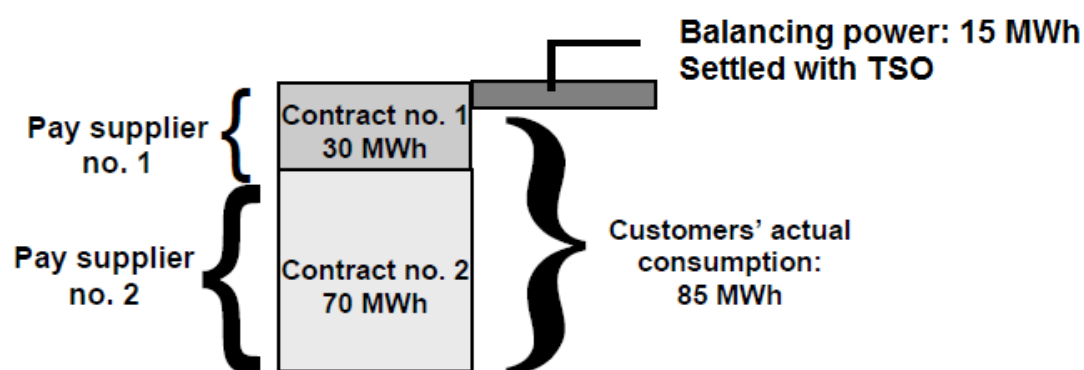 Balancing power: 15 MWh
Settled with TSO
Pay supplier
no. 1
Contract no. 1
30 MWh
Pay supplier
no. 2
Contract no. 2
70 MWh
Customers’ actual
consumption:
85 MWh